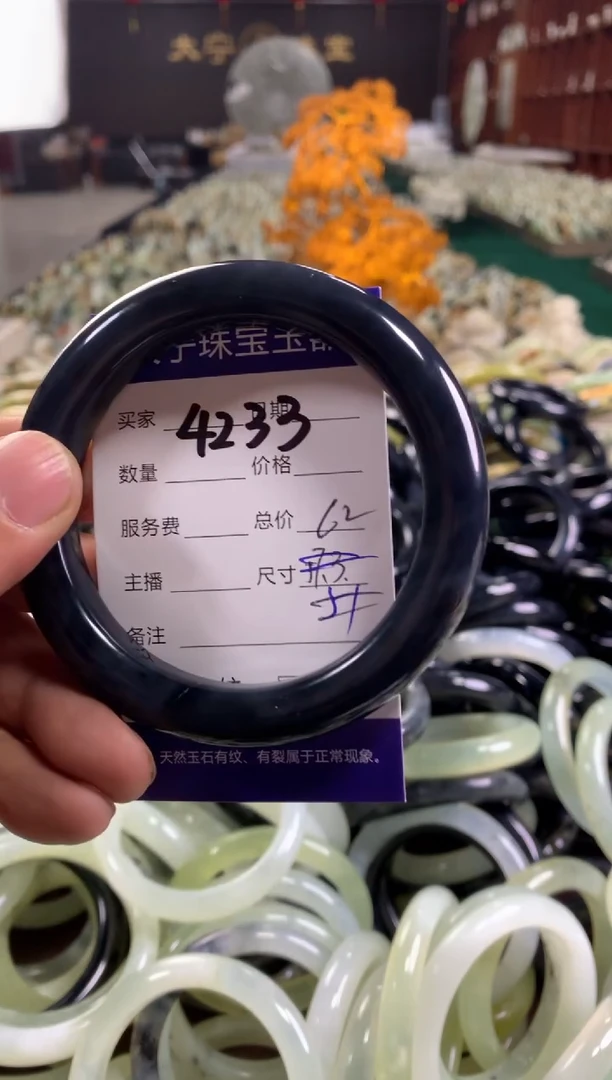 宁珠宝玉器
买家 4233 日期
数量 价格
服务费 总价 62
主播 尺寸
57
备注
天然玉石有纹、有裂属于正常现象。